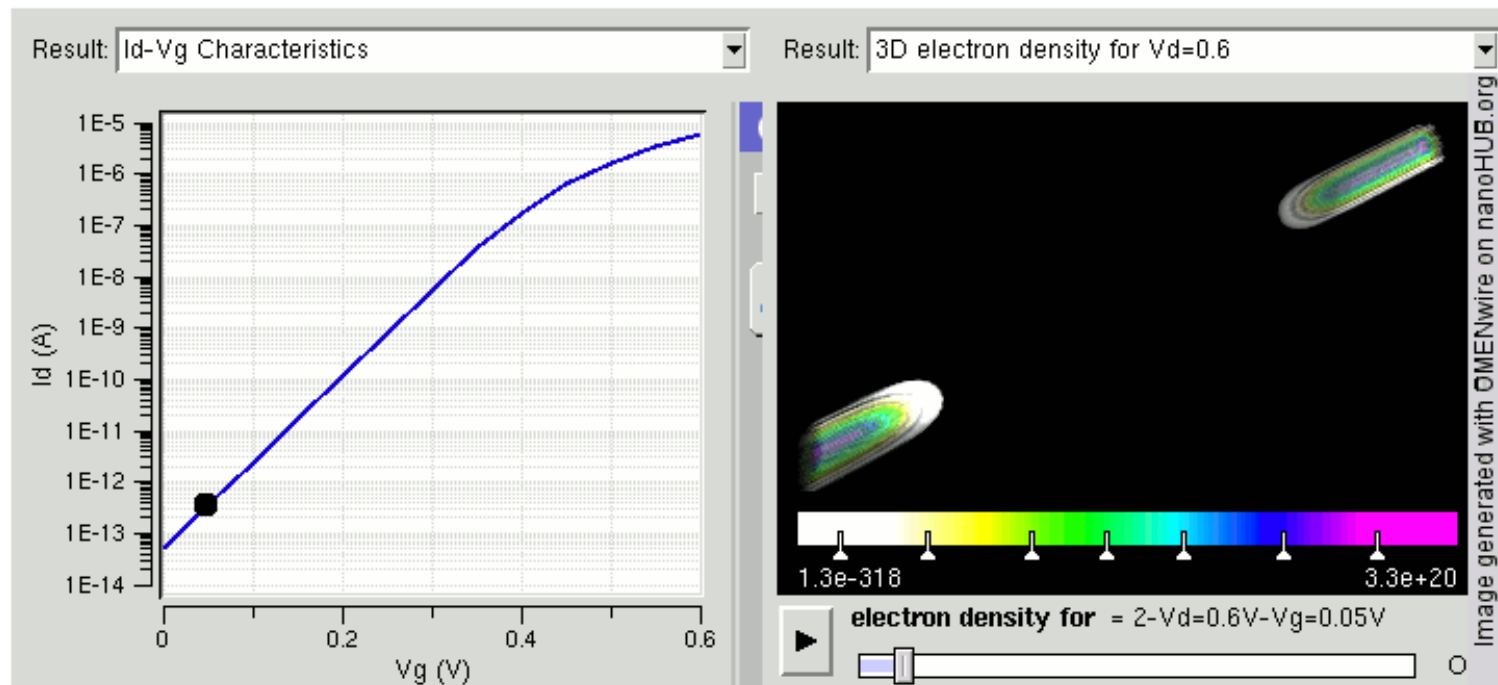 Result: Id-Vg Characteristics
Result: 3D electron density for Vd=0.6
1E-5
1E-6
1E-7
1E-8
1E-9
1E-10
1E-11
1E-12
1E-13
1E-14
Id (A)
0
0.2
0.4
0.6
Vg (V)
1.3e-318
3.3e+20
electron density for = 2-Vd=0.6V-Vg=0.05V
Image generated with OMENwire on nanoHUB.org